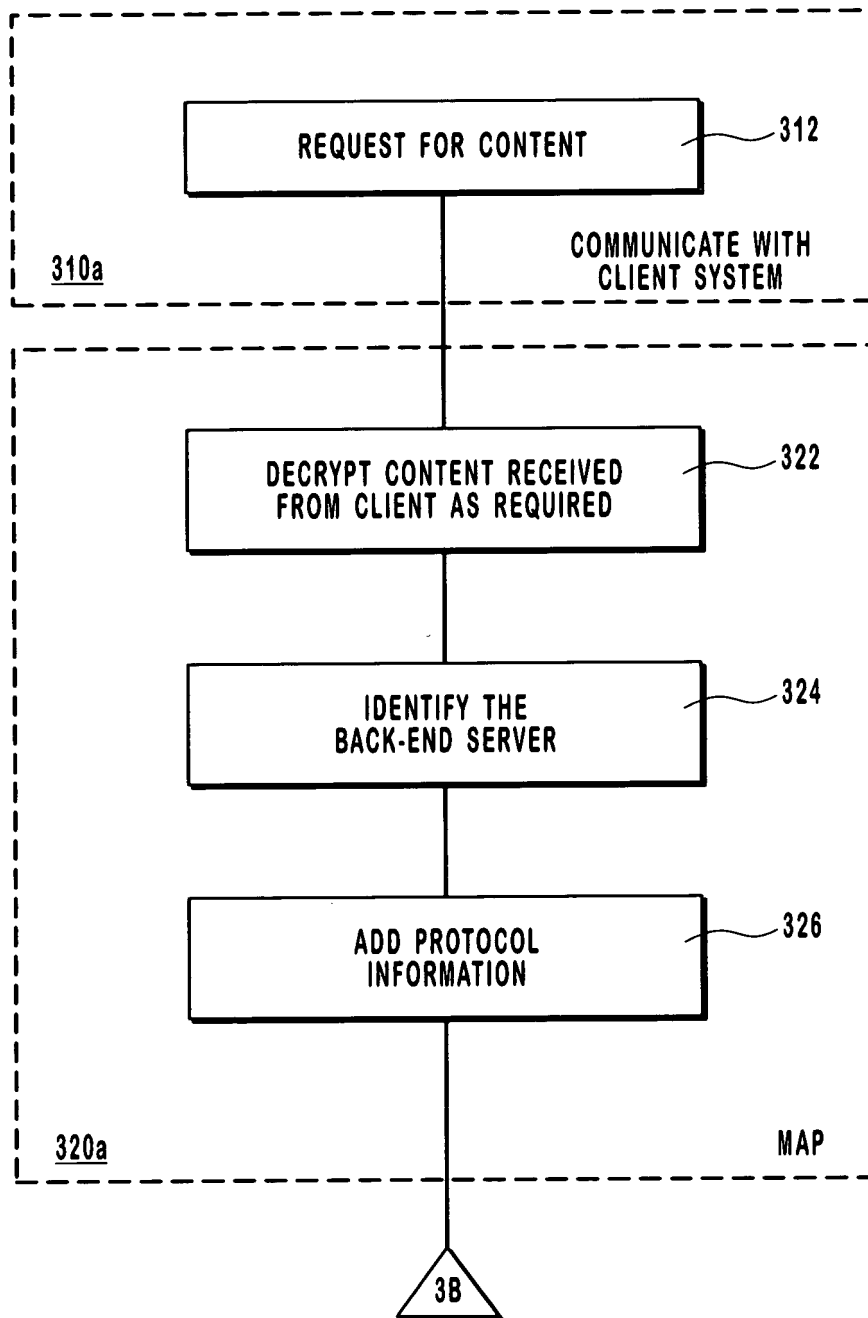 REQUEST FOR CONTENT
312
COMMUNICATE WITH
CLIENT SYSTEM
310a
DECRYPT CONTENT RECEIVED
FROM CLIENT AS REQUIRED
322
IDENTIFY THE
BACK-END SERVER
324
ADD PROTOCOL
INFORMATION
326
320a
MAP
3B